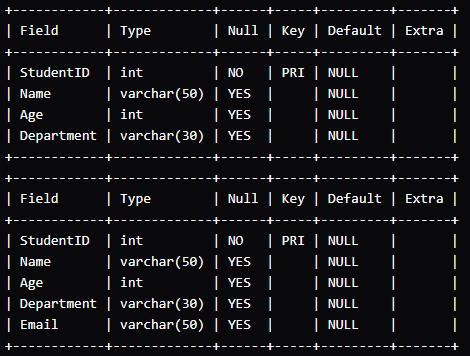 +------------+-------------+------+-----+---------+-------+
| Field      | Type        | Null | Key | Default | Extra |
+------------+-------------+------+-----+---------+-------+
| StudentID  | int         | NO   | PRI | NULL    |       |
| Name       | varchar(50) | YES  |     | NULL    |       |
| Age        | int         | YES  |     | NULL    |       |
| Department | varchar(30) | YES  |     | NULL    |       |
+------------+-------------+------+-----+---------+-------+
+------------+-------------+------+-----+---------+-------+
| Field      | Type        | Null | Key | Default | Extra |
+------------+-------------+------+-----+---------+-------+
| StudentID  | int         | NO   | PRI | NULL    |       |
| Name       | varchar(50) | YES  |     | NULL    |       |
| Age        | int         | YES  |     | NULL    |       |
| Department | varchar(30) | YES  |     | NULL    |       |
| Email      | varchar(50) | YES  |     | NULL    |       |
+------------+-------------+------+-----+---------+-------+